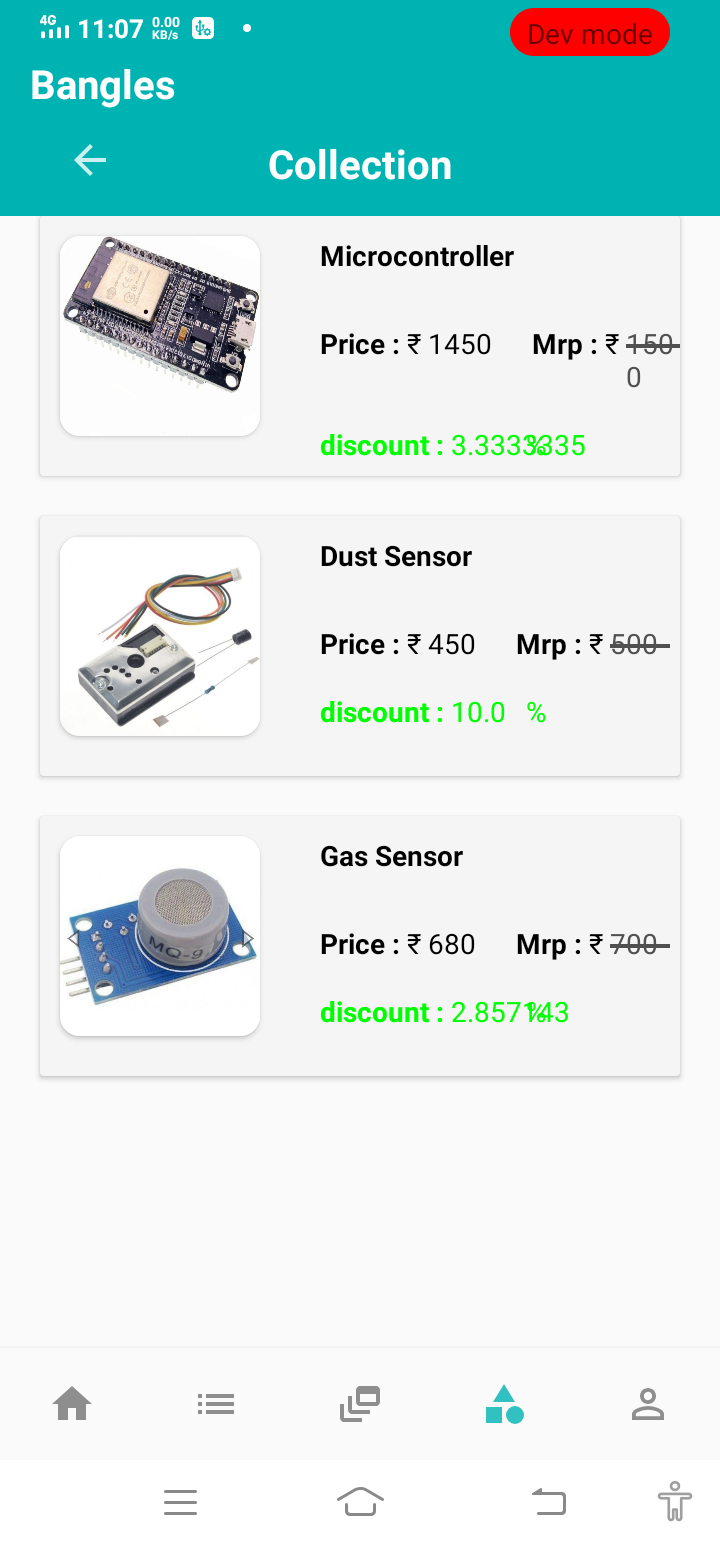 4G 11:07 0.00 KB/s
Dev mode
Bangles
Collection
Microcontroller
Price : ₹ 1450 Mrp : ₹ 1500
discount : 3.3333335 %
Dust Sensor
Price : ₹ 450 Mrp : ₹ 500
discount : 10.0 %
Gas Sensor
MQ-9
Price : ₹ 680 Mrp : ₹ 700
discount : 2.857143 %